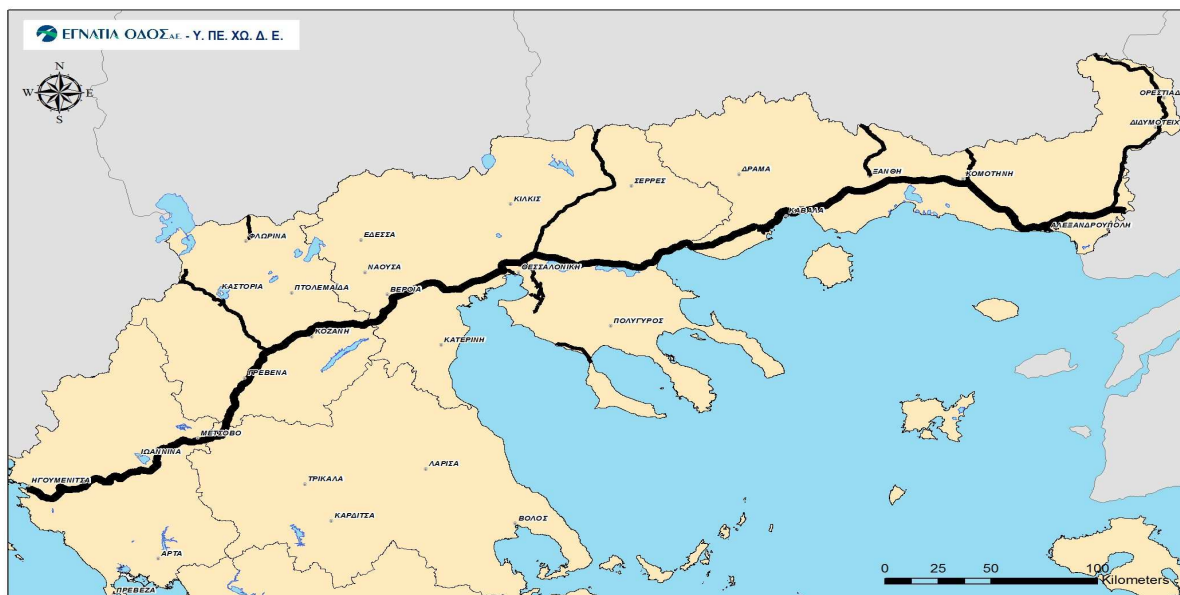 ΕΓΝΑΤΙΑ ΟΔΟΣ Α.Ε. - Υ. ΠΕ. ΧΩ. Δ. Ε.
N
W E
S
ΟΡΕΣΤΙΑΔ
ΔΙΔΥΜΟΤΕΙΧ
ΔΡΑΜΑ
ΞΑΝΘΗ
ΚΟΜΟΤΗΝΗ
ΣΕΡΡΕΣ
ΚΙΛΚΙΣ
ΚΑΒΑΛΑ
ΑΛΕΞΑΝΔΡΟΥΠΟΛΗ
ΦΛΩΡΙΝΑ
ΕΔΕΣΣΑ
ΝΑΟΥΣΑ
ΘΕΣΣΑΛΟΝΙΚΗ
ΚΑΣΤΟΡΙΑ
ΠΤΟΛΕΜΑΪΔΑ
ΒΕΡΟΙΑ
ΠΟΛΥΓΥΡΟΣ
ΚΟΖΑΝΗ
ΚΑΤΕΡΙΝΗ
ΓΡΕΒΕΝΑ
ΜΕΤΣΟΒΟ
ΙΩΑΝΝΙΝΑ
ΛΑΡΙΣΑ
ΗΓΟΥΜΕΝΙΤΣΑ
ΤΡΙΚΑΛΑ
ΚΑΡΔΙΤΣΑ
ΒΟΛΟΣ
ΑΡΤΑ
ΠΡΕΒΕΖΑ
0 25 50 100
Kilometers